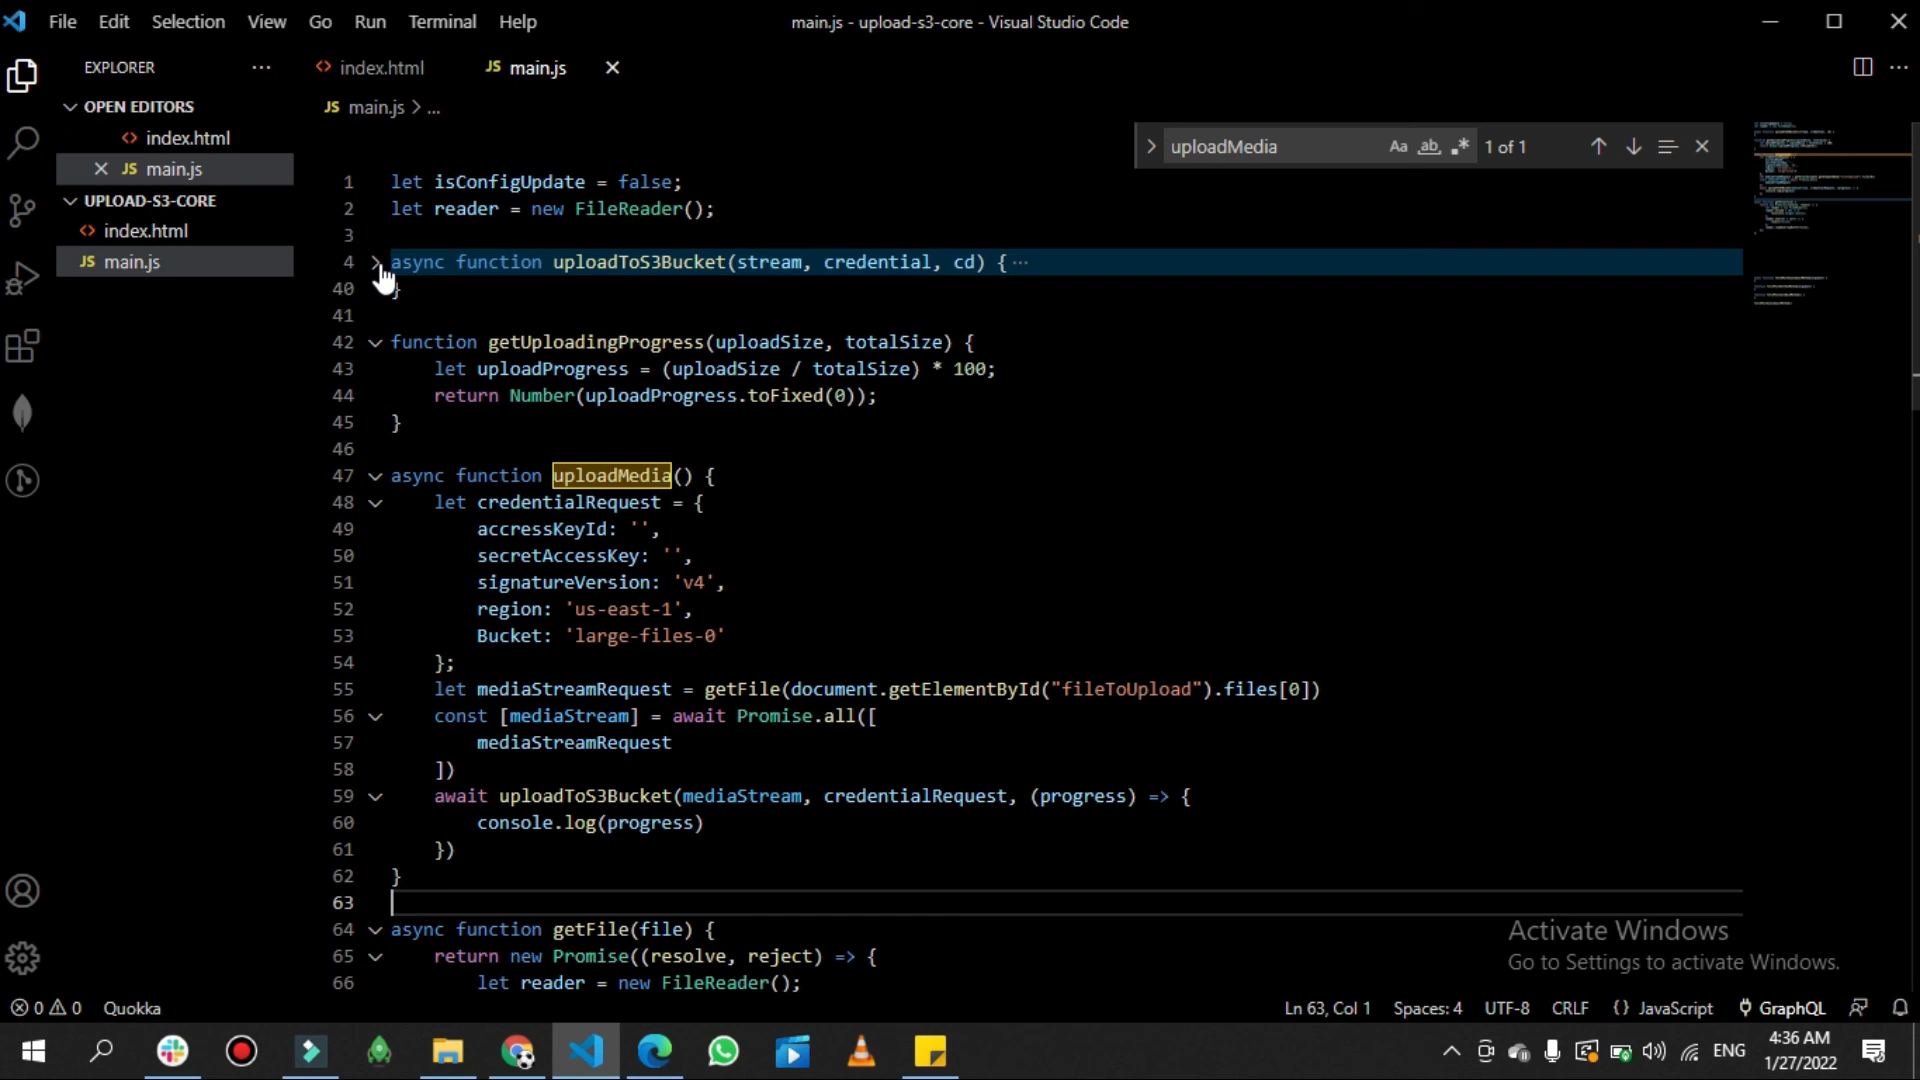 File Edit Selection View Go Run Terminal Help
main.js - upload-s3-core - Visual Studio Code
EXPLORER
OPEN EDITORS
index.html
JS main.js
UPLOAD-S3-CORE
index.html
JS main.js
index.html
JS main.js
JS main.js > ...
uploadMedia Aa ab 1 of 1
1 let isConfigUpdate = false;
2 let reader = new FileReader();
3
4 async function uploadToS3Bucket(stream, credential, cd) { ...
40 }
41
42 function getUploadingProgress(uploadSize, totalSize) {
43 let uploadProgress = (uploadSize / totalSize) * 100;
44 return Number(uploadProgress.toFixed(0));
45 }
46
47 async function uploadMedia() {
48 let credentialRequest = {
49 accressKeyId: '',
50 secretAccessKey: '',
51 signatureVersion: 'v4',
52 region: 'us-east-1',
53 Bucket: 'large-files-0'
54 };
55 let mediaStreamRequest = getFile(document.getElementById("fileToUpload").files[0])
56 const [mediaStream] = await Promise.all([
57 mediaStreamRequest
58 ])
59 await uploadToS3Bucket(mediaStream, credentialRequest, (progress) => {
60 console.log(progress)
61 })
62 }
63
64 async function getFile(file) {
65 return new Promise((resolve, reject) => {
66 let reader = new FileReader();
Activate Windows
Go to Settings to activate Windows.
0 0 Quokka
Ln 63, Col 1 Spaces: 4 UTF-8 CRLF {} JavaScript GraphQL
ENG
4:36 AM
1/27/2022